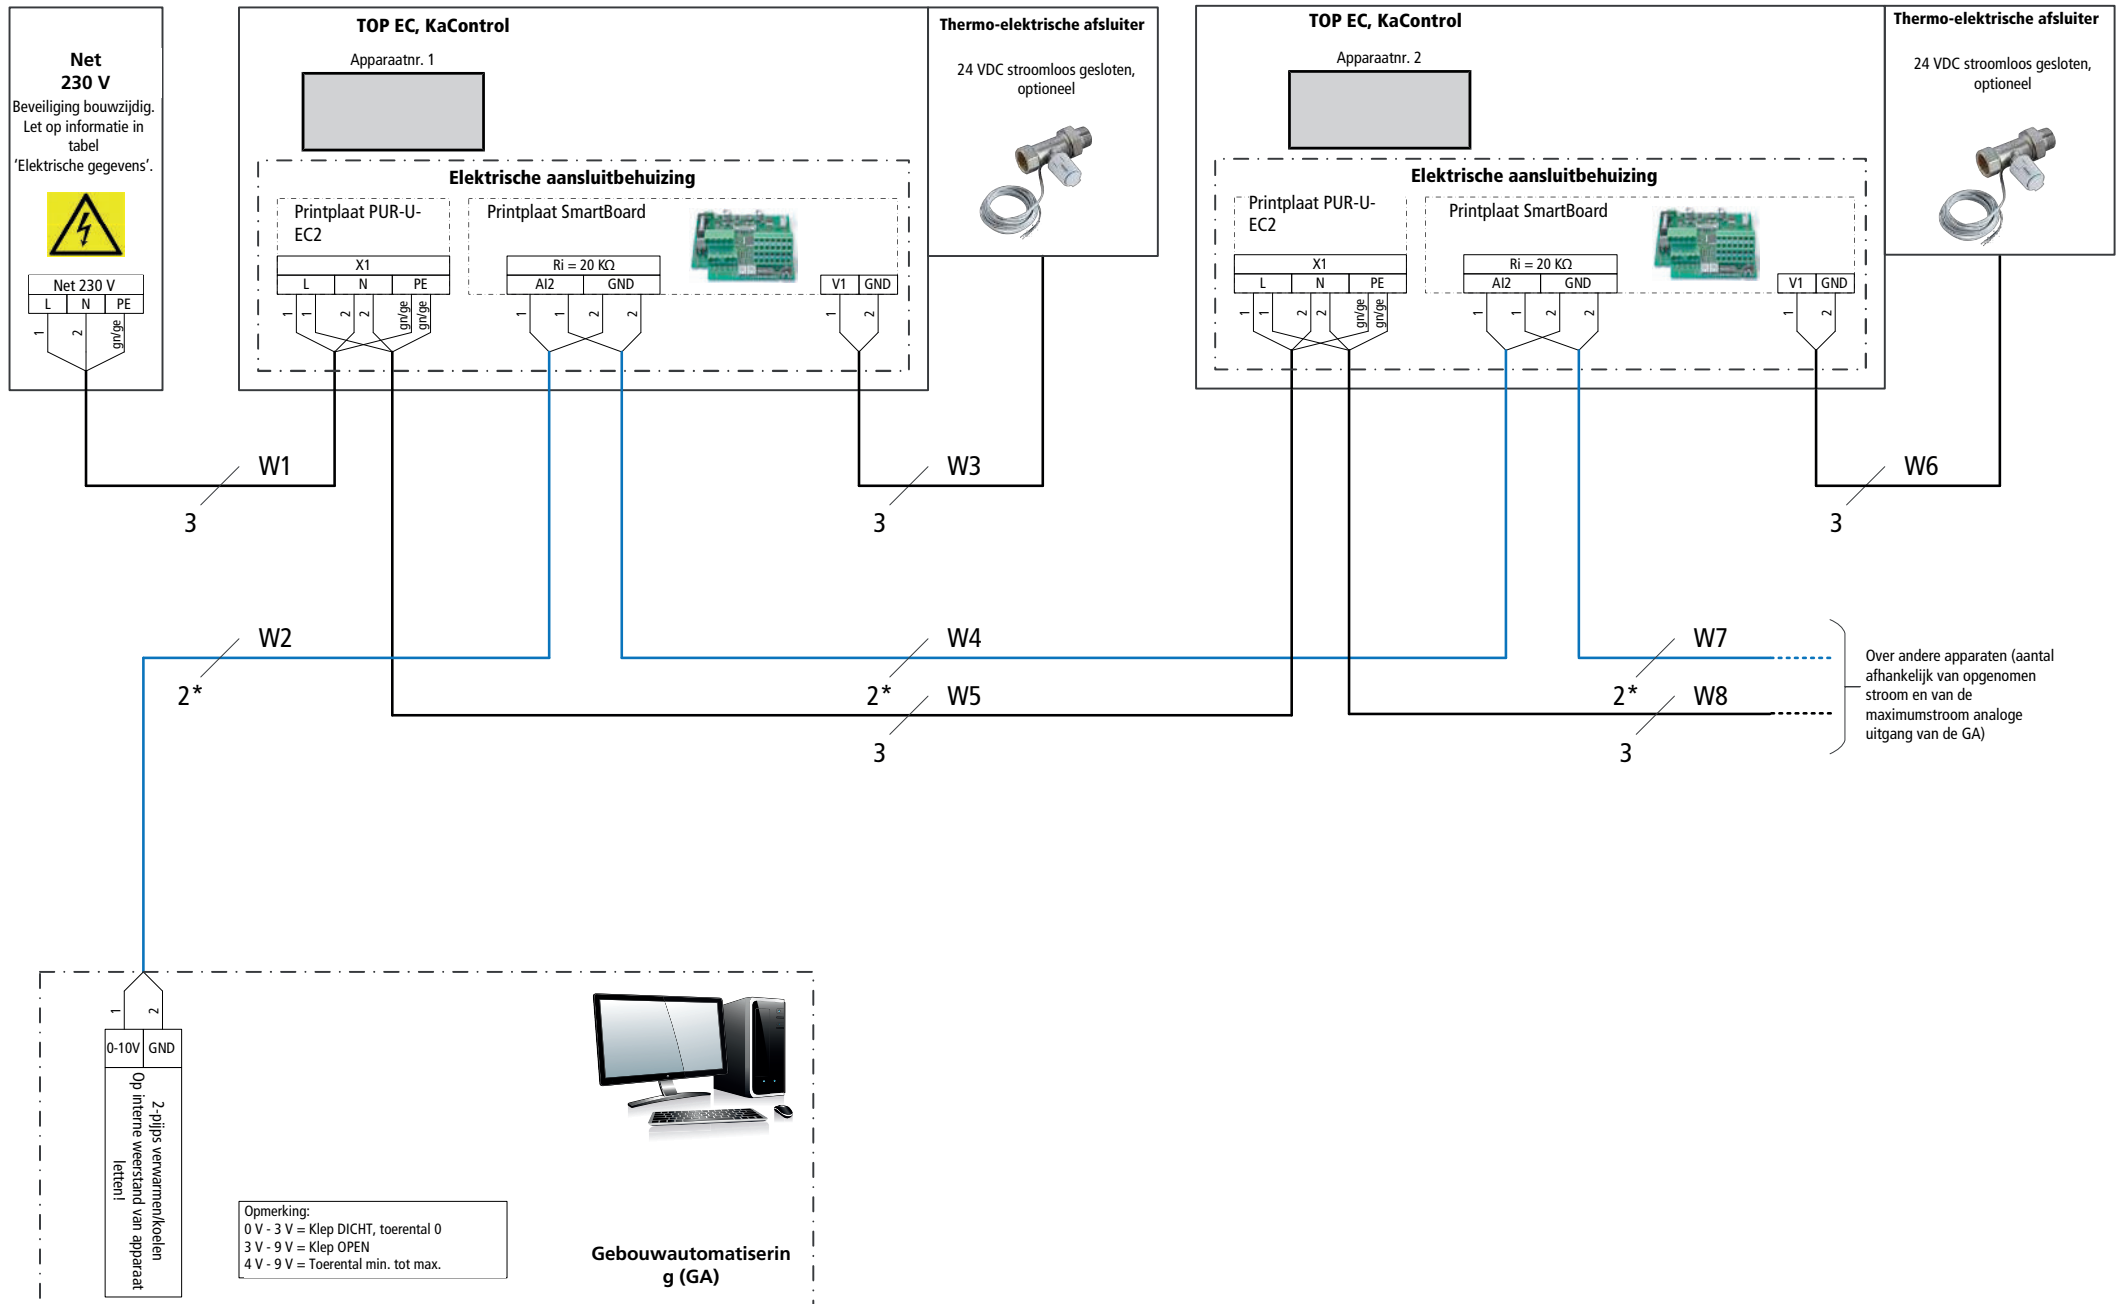 Net
230 V
Beveiliging bouwzijdig.
Let op informatie in
tabel
'Elektrische gegevens'.
Net 230 V
L N PE
1 2 gn/ge
TOP EC, KaControl
Apparaatnr. 1
Elektrische aansluitbehuizing
Printplaat PUR-U-
EC2
X1
L N PE
1 1 2 2 gn/ge gn/ge
Printplaat SmartBoard
Ri = 20 KΩ
AI2 GND
1 1 2 2
V1 GND
1 2
Thermo-elektrische afsluiter
24 VDC stroomloos gesloten,
optioneel
TOP EC, KaControl
Apparaatnr. 2
Elektrische aansluitbehuizing
Printplaat PUR-U-
EC2
X1
L N PE
1 1 2 2 gn/ge gn/ge
Printplaat SmartBoard
Ri = 20 KΩ
AI2 GND
1 1 2 2
V1 GND
1 2
Thermo-elektrische afsluiter
24 VDC stroomloos gesloten,
optioneel
W1
3
W3
3
W6
3
W2
2*
W4
2*
W5
3
W7
2*
W8
3
Over andere apparaten (aantal
afhankelijk van opgenomen
stroom en van de
maximumstroom analoge
uitgang van de GA)
1 2
0-10V GND
2-pijps verwarmen/koelen
Op interne weerstand van apparaat
letten!
Opmerking:
0 V - 3 V = Klep DICHT, toerental 0
3 V - 9 V = Klep OPEN
4 V - 9 V = Toerental min. tot max.
Gebouwautomatiserin
g (GA)